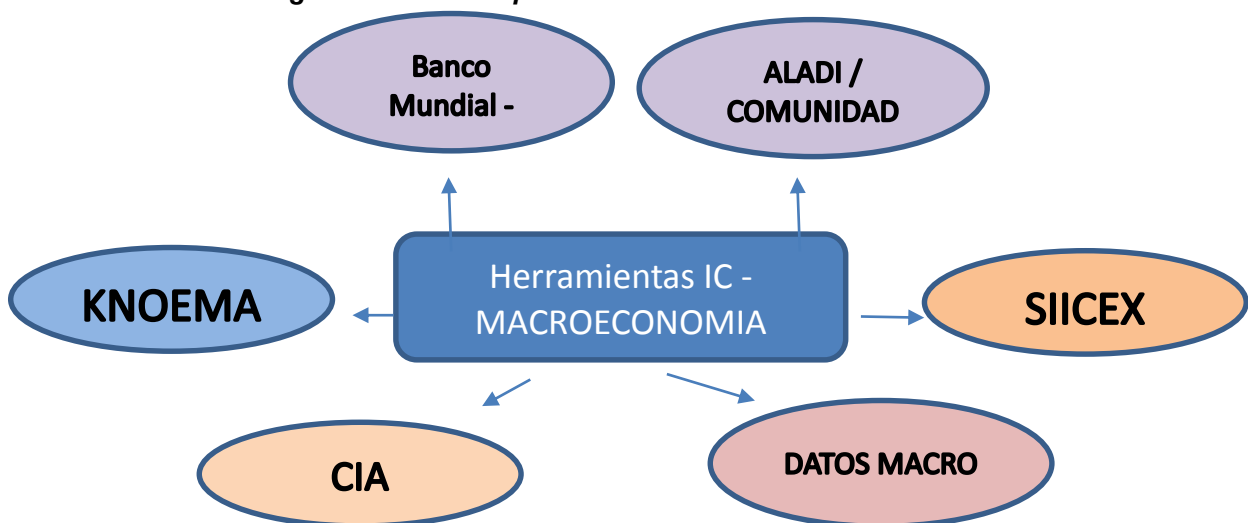 Banco
Mundial -
ALADI /
COMUNIDAD
Herramientas IC -
MACROECONOMIA
KNOEMA
SIICEX
CIA
DATOS MACRO